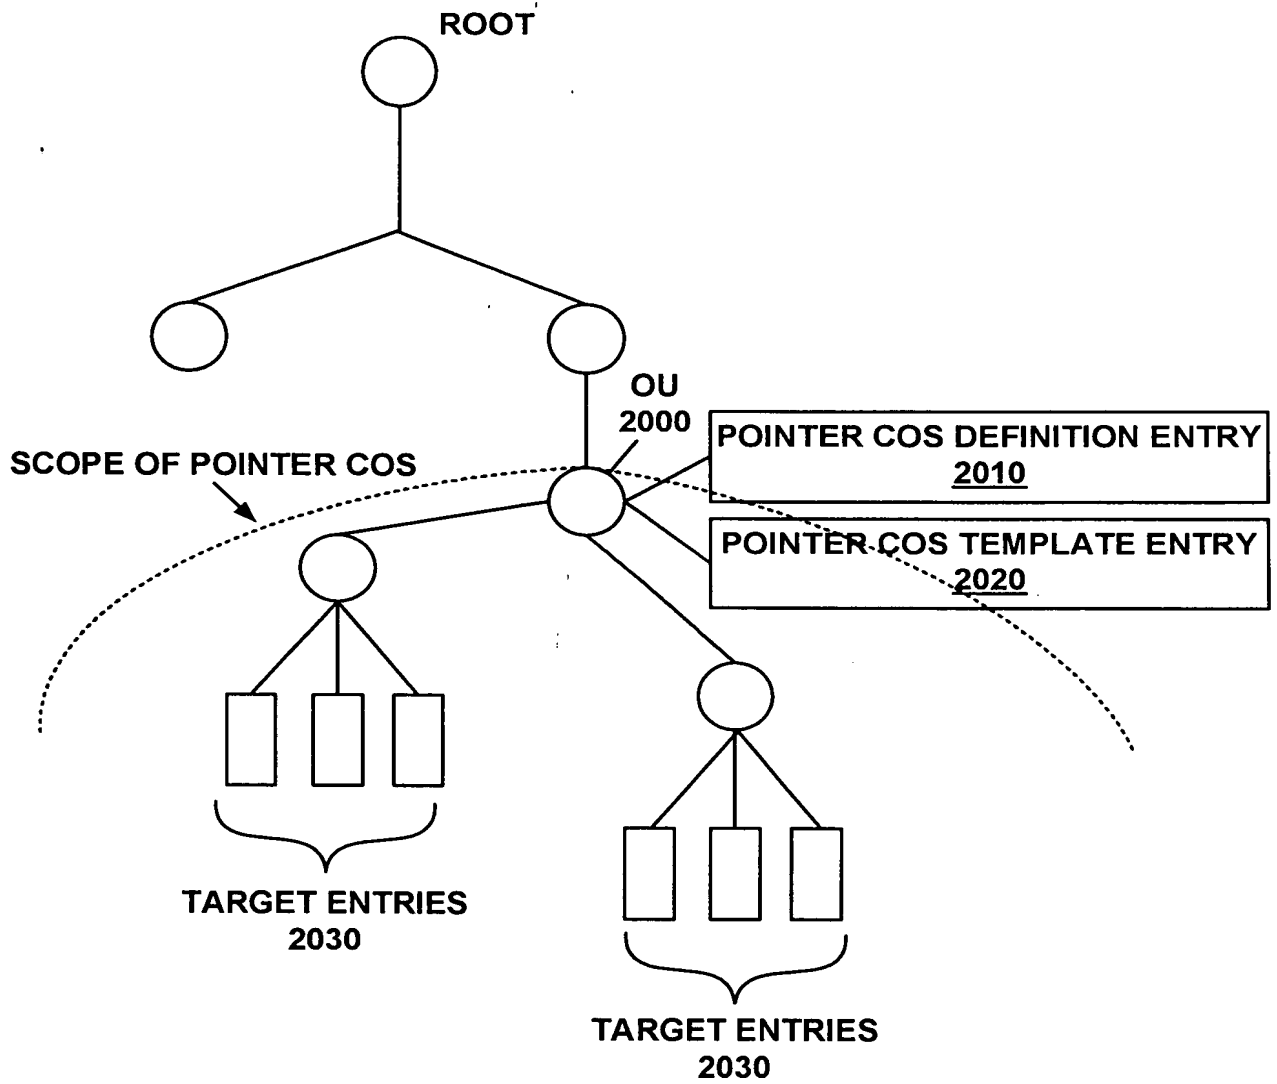 ROOT
OU
2000
POINTER COS DEFINITION ENTRY
2010
SCOPE OF POINTER COS
POINTER COS TEMPLATE ENTRY
2020
TARGET ENTRIES
2030
TARGET ENTRIES
2030